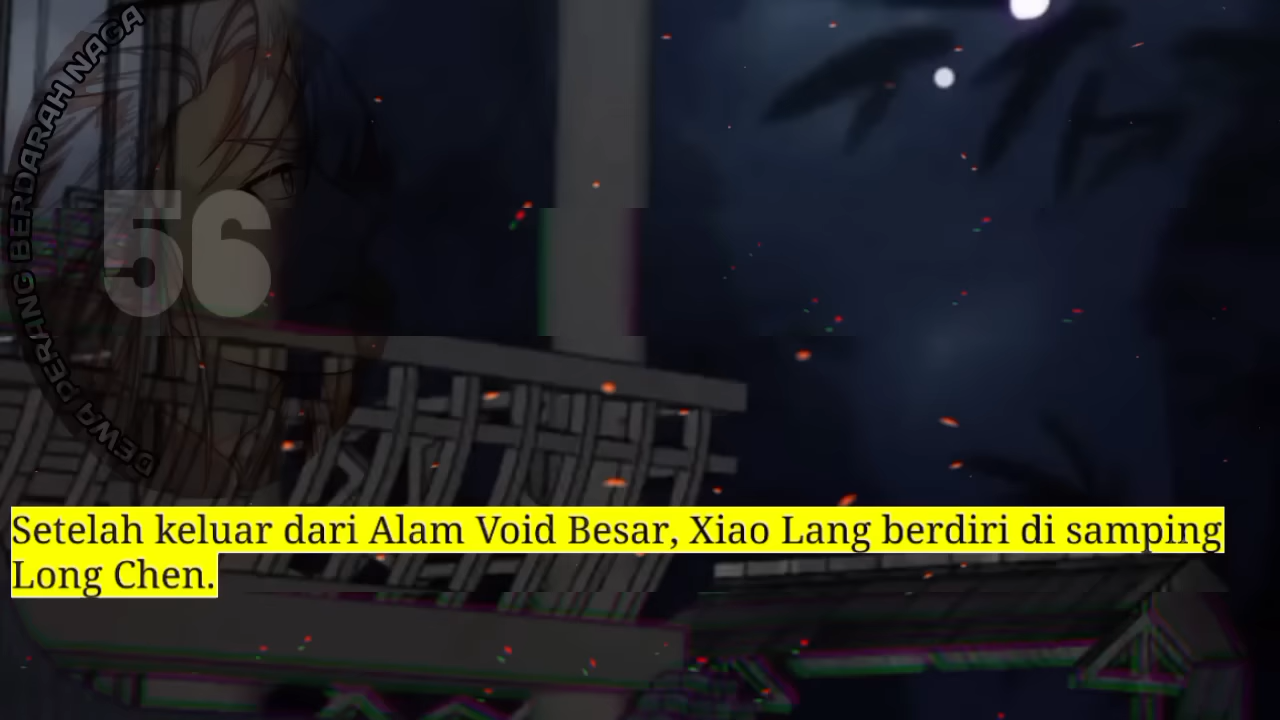 DEWA PERANG BERDARAH NAGA
56
Setelah keluar dari Alam Void Besar, Xiao Lang berdiri di samping
Long Chen.